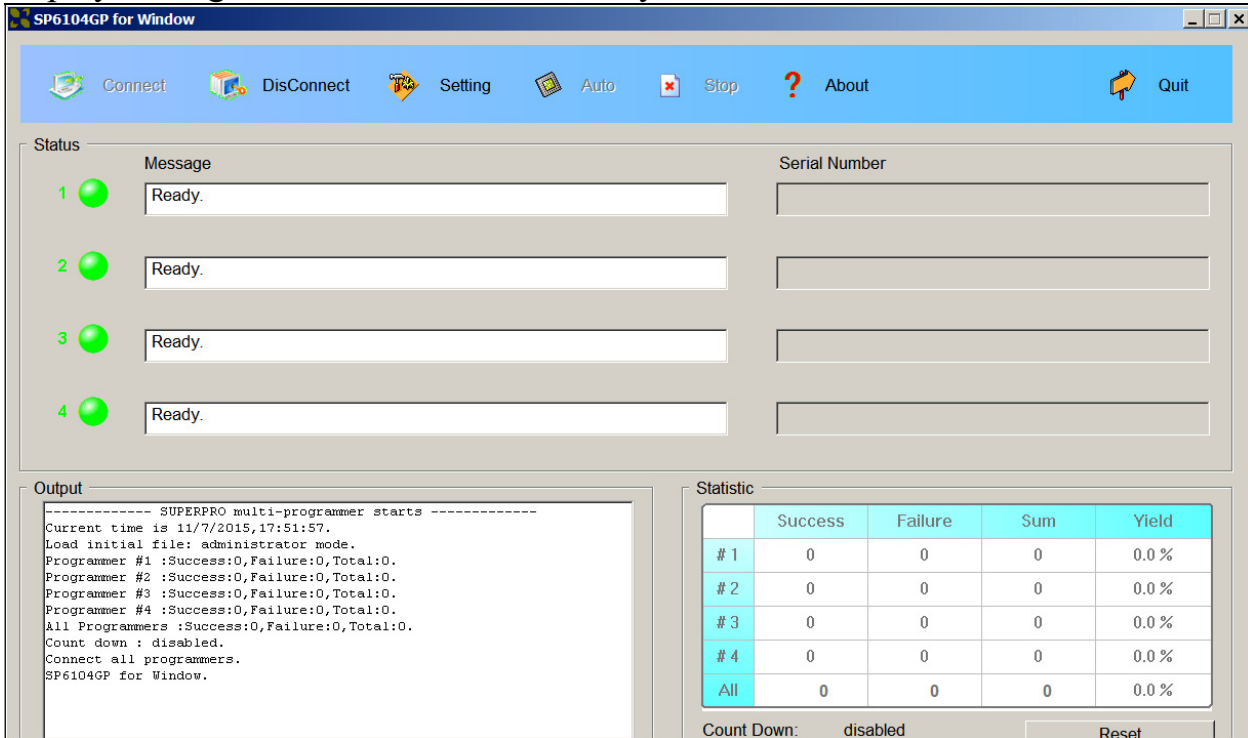 SP6104GP for Window
Connect DisConnect Setting Auto Stop About Quit
Status
Message Serial Number
1 Ready.
2 Ready.
3 Ready.
4 Ready.
Output
------------- SUPERPRO multi-programmer starts -------------
Current time is 11/7/2015,17:51:57.
Load initial file: administrator mode.
Programmer #1 :Success:0,Failure:0,Total:0.
Programmer #2 :Success:0,Failure:0,Total:0.
Programmer #3 :Success:0,Failure:0,Total:0.
Programmer #4 :Success:0,Failure:0,Total:0.
All Programmers :Success:0,Failure:0,Total:0.
Count down : disabled.
Connect all programmers.
SP6104GP for Window.
Statistic
Success Failure Sum Yield
# 1 0 0 0 0.0 %
# 2 0 0 0 0.0 %
# 3 0 0 0 0.0 %
# 4 0 0 0 0.0 %
All 0 0 0 0.0 %
Count Down: disabled Reset